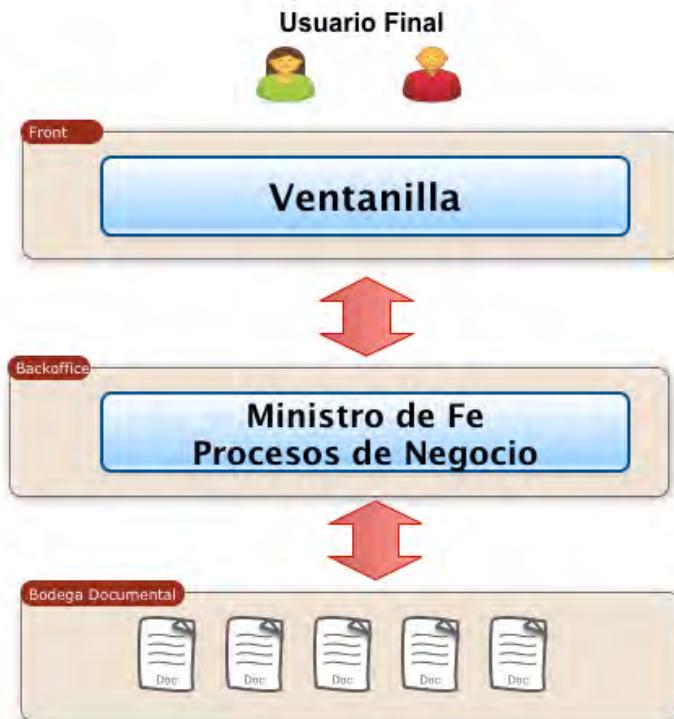 Usuario Final
Front
Ventanilla
Backoffice
Ministro de Fe
Procesos de Negocio
Bodega Documental
Doc Doc Doc Doc Doc